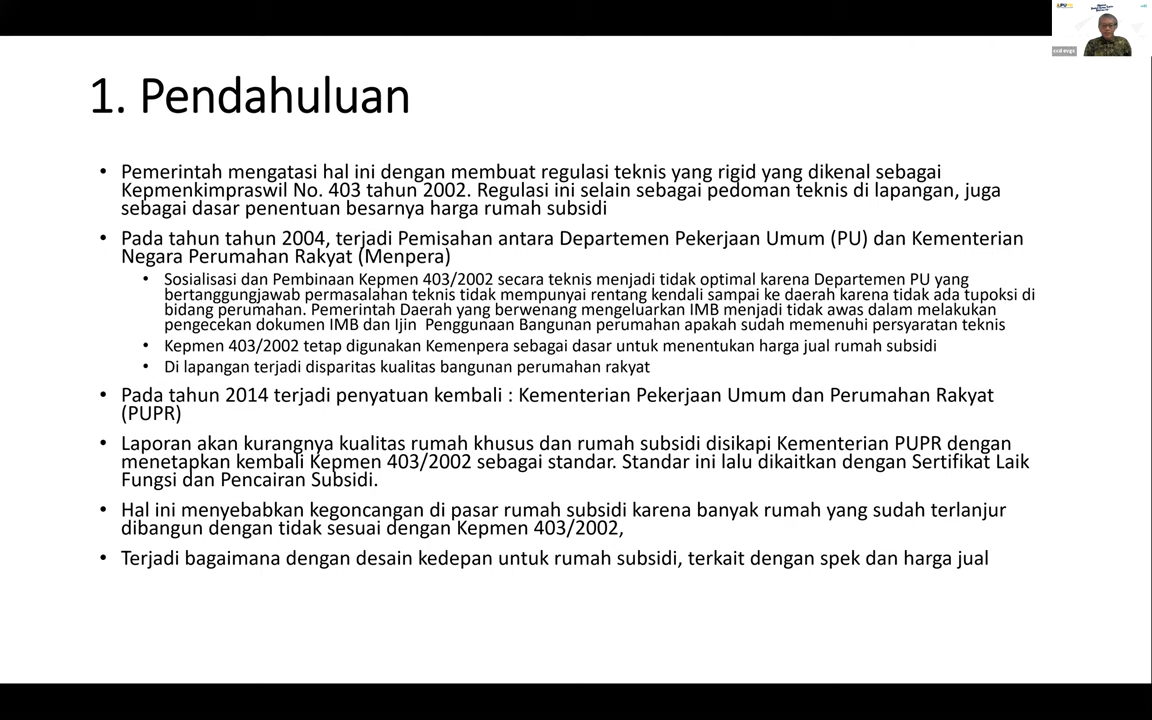 1. Pendahuluan
• Pemerintah mengatasi hal ini dengan membuat regulasi teknis yang rigid yang dikenal sebagai
Kepmenkimpraswil No. 403 tahun 2002. Regulasi ini selain sebagai pedoman teknis di lapangan, juga
sebagai dasar penentuan besarnya harga rumah subsidi
• Pada tahun tahun 2004, terjadi Pemisahan antara Departemen Pekerjaan Umum (PU) dan Kementerian
Negara Perumahan Rakyat (Menpera)
• Sosialisasi dan Pembinaan Kepmen 403/2002 secara teknis menjadi tidak optimal karena Departemen PU yang
bertanggungjawab permasalahan teknis tidak mempunyai rentang kendali sampai ke daerah karena tidak ada tupoksi di
bidang perumahan. Pemerintah Daerah yang berwenang mengeluarkan IMB menjadi tidak awas dalam melakukan
pengecekan dokumen IMB dan Ijin Penggunaan Bangunan perumahan apakah sudah memenuhi persyaratan teknis
• Kepmen 403/2002 tetap digunakan Kemenpera sebagai dasar untuk menentukan harga jual rumah subsidi
• Di lapangan terjadi disparitas kualitas bangunan perumahan rakyat
• Pada tahun 2014 terjadi penyatuan kembali : Kementerian Pekerjaan Umum dan Perumahan Rakyat
(PUPR)
• Laporan akan kurangnya kualitas rumah khusus dan rumah subsidi disikapi Kementerian PUPR dengan
menetapkan kembali Kepmen 403/2002 sebagai standar. Standar ini lalu dikaitkan dengan Sertifikat Laik
Fungsi dan Pencairan Subsidi.
• Hal ini menyebabkan kegoncangan di pasar rumah subsidi karena banyak rumah yang sudah terlanjur
dibangun dengan tidak sesuai dengan Kepmen 403/2002,
• Terjadi bagaimana dengan desain kedepan untuk rumah subsidi, terkait dengan spek dan harga jual